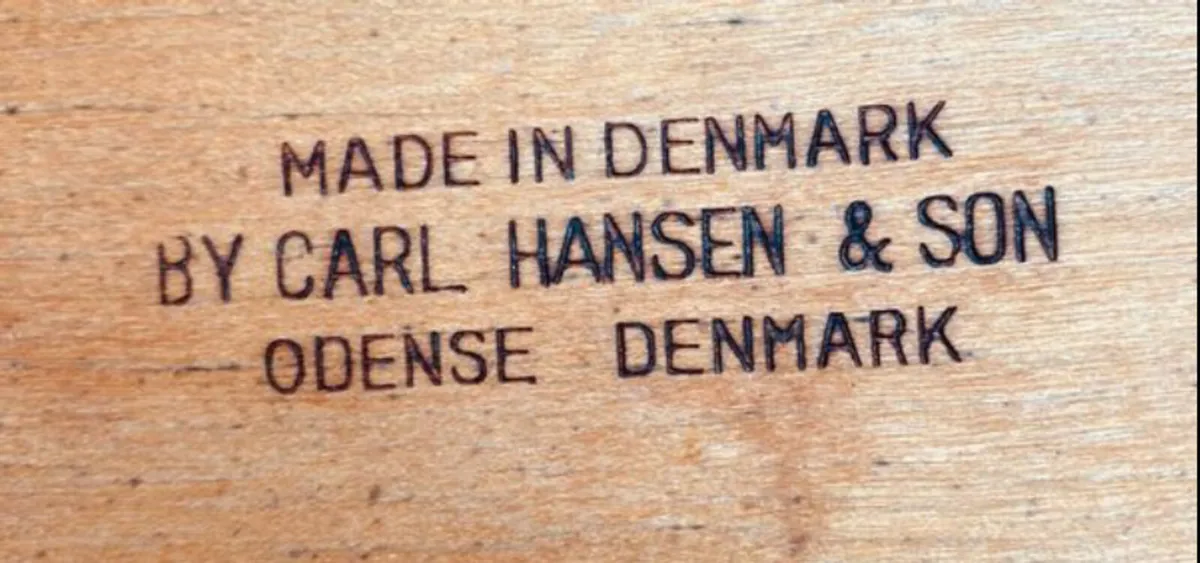 MADE IN DENMARK
BY CARL HANSEN & SON
ODENSE DENMARK